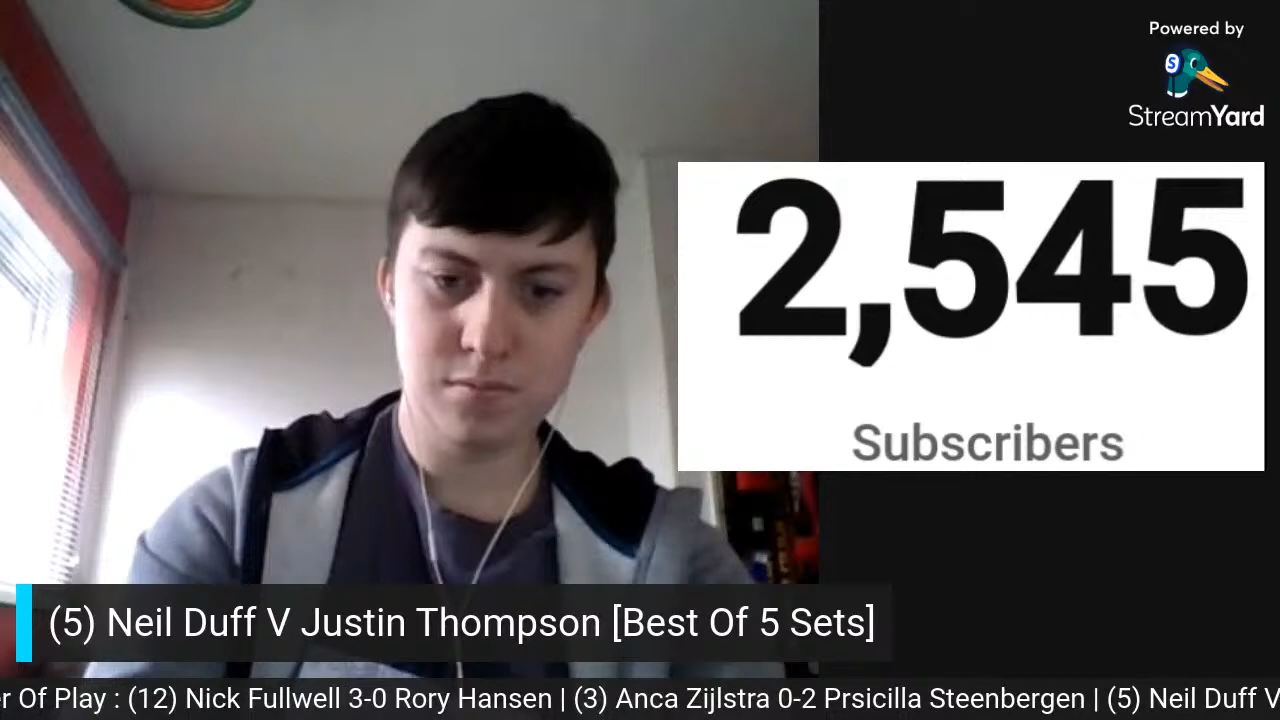 Powered by
S
StreamYard
2,545
Subscribers
(5) Neil Duff V Justin Thompson [Best Of 5 Sets]
er Of Play : (12) Nick Fullwell 3-0 Rory Hansen | (3) Anca Zijlstra 0-2 Prsicilla Steenbergen | (5) Neil Duff V